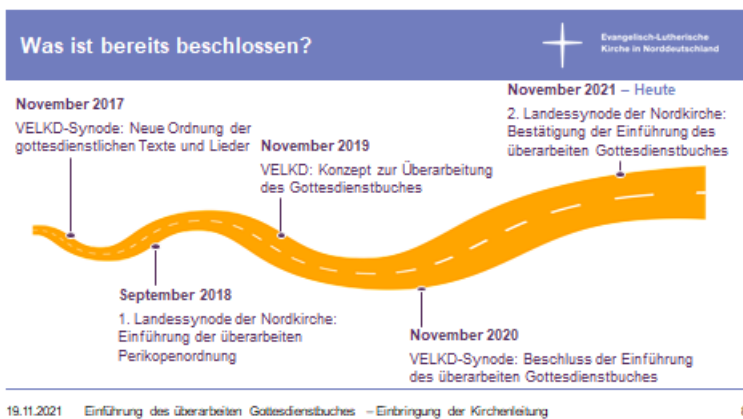 Was ist bereits beschlossen?
Evangelisch-Lutherische
Kirche in Norddeutschland
November 2017
VELKD-Synode: Neue Ordnung der
gottesdienstlichen Texte und Lieder
September 2018
1. Landessynode der Nordkirche:
Einführung der überarbeiten
Perikopenordnung
November 2019
VELKD: Konzept zur Überarbeitung
des Gottesdienstbuches
November 2020
VELKD-Synode: Beschluss der Einführung
des überarbeiten Gottesdienstbuches
November 2021 – Heute
2. Landessynode der Nordkirche:
Bestätigung der Einführung des
überarbeiten Gottesdienstbuches
19.11.2021 Einführung des überarbeiten Gottesdienstbuches – Einbringung der Kirchenleitung